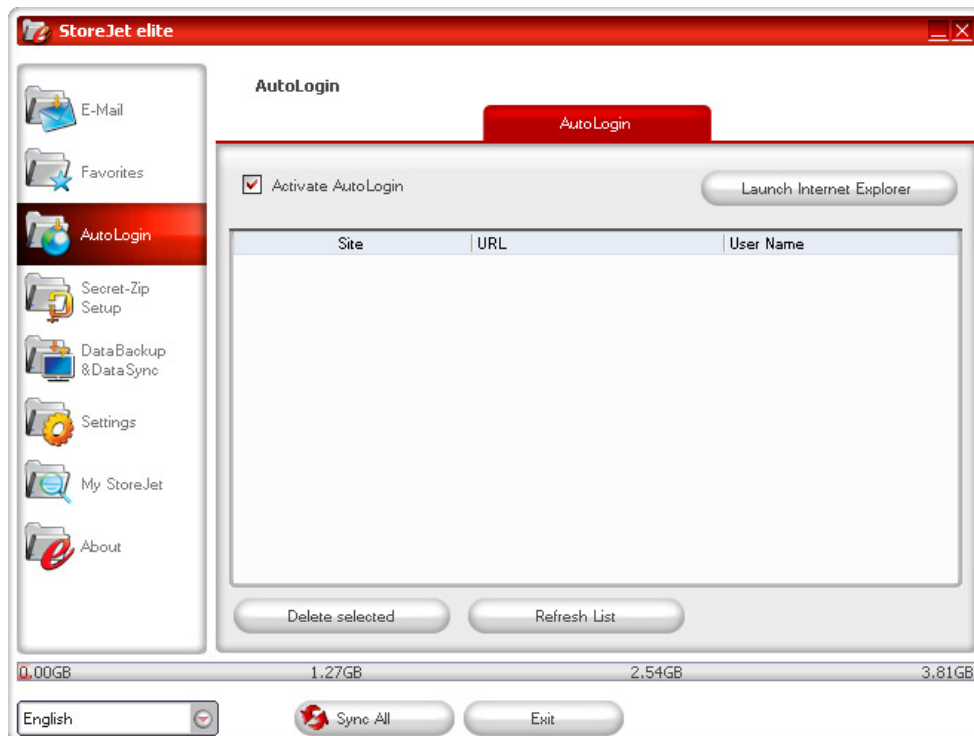 StoreJet elite
E-Mail
Favorites
AutoLogin
Secret-Zip
Setup
DataBackup
&DataSync
Settings
My StoreJet
About
AutoLogin
AutoLogin
Activate AutoLogin
Launch Internet Explorer
Site URL User Name
Delete selected
Refresh List
0.00GB 1.27GB 2.54GB 3.81GB
English
Sync All
Exit